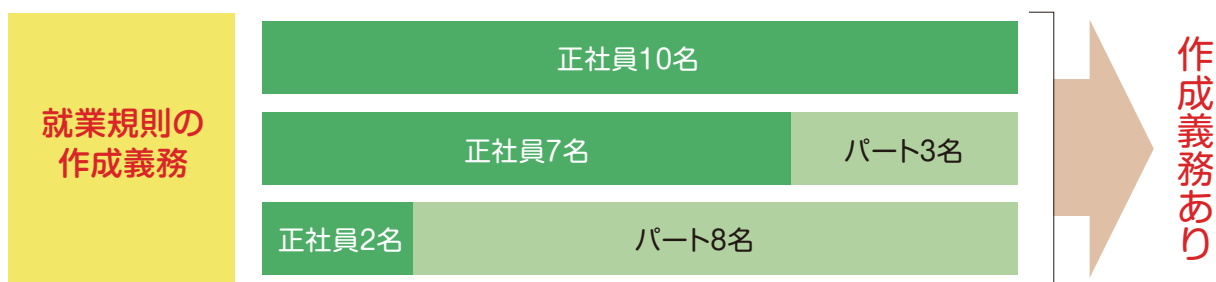 就業規則の
作成義務
正社員10名
正社員7名
パート3名
正社員2名
パート8名
作成義務あり